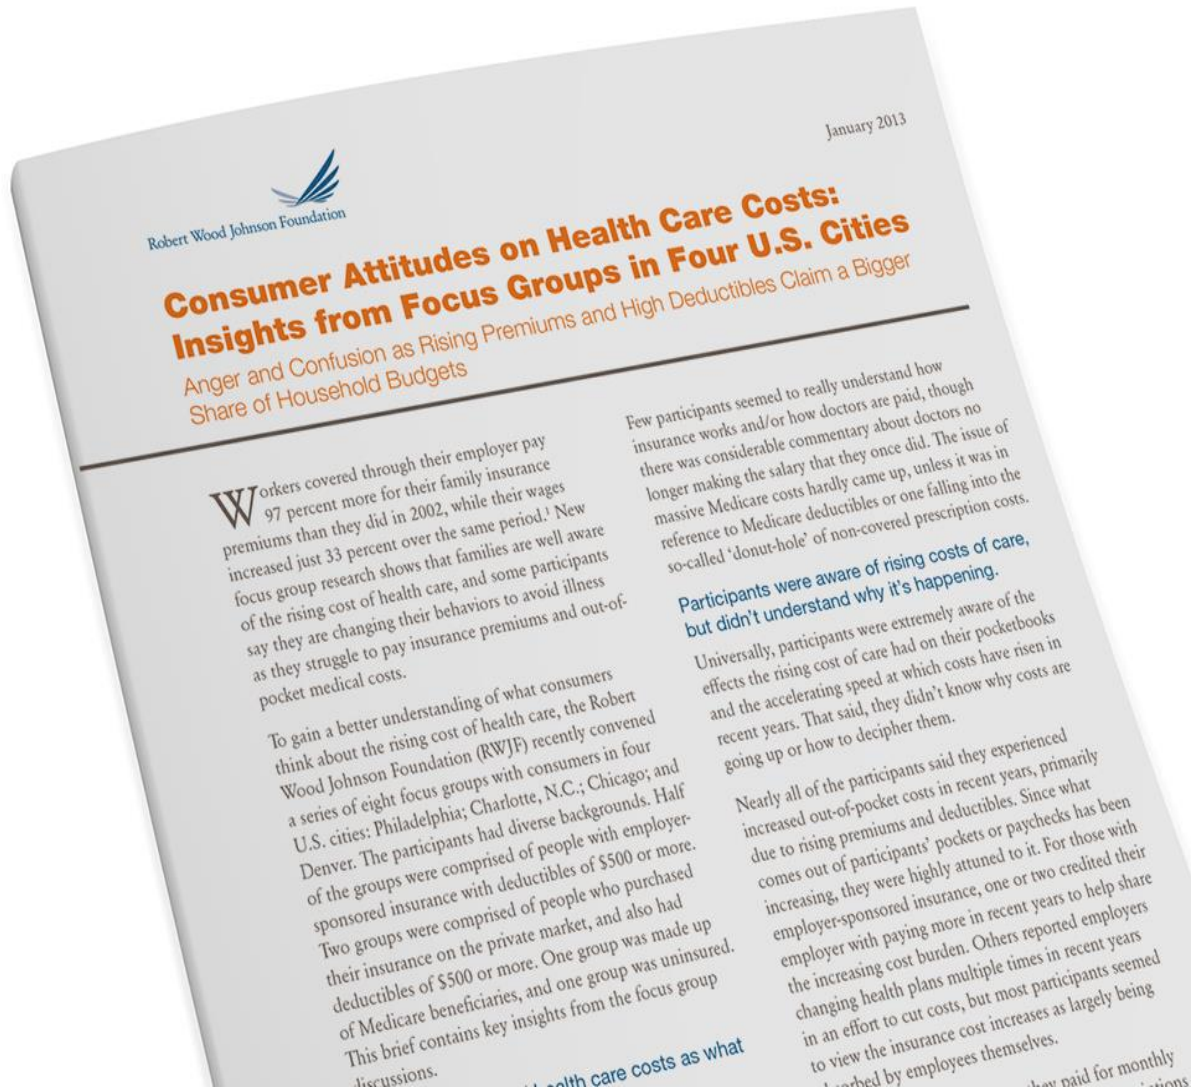 January 2013
Robert Wood Johnson Foundation
Consumer Attitudes on Health Care Costs:
Insights from Focus Groups in Four U.S. Cities
Anger and Confusion as Rising Premiums and High Deductibles Claim a Bigger
Share of Household Budgets
Workers covered through their employer pay
97 percent more for their family insurance
premiums than they did in 2002, while their wages
increased just 33 percent over the same period.¹ New
focus group research shows that families are well aware
of the rising cost of health care, and some participants
say they are changing their behaviors to avoid illness
as they struggle to pay insurance premiums and out-of-
pocket medical costs.
To gain a better understanding of what consumers
think about the rising cost of health care, the Robert
Wood Johnson Foundation (RWJF) recently convened
a series of eight focus groups with consumers in four
U.S. cities: Philadelphia; Charlotte, N.C.; Chicago; and
Denver. The participants had diverse backgrounds. Half
of the groups were comprised of people with employer-
sponsored insurance with deductibles of $500 or more.
Two groups were comprised of people who purchased
their insurance on the private market, and also had
deductibles of $500 or more. One group was made up
of Medicare beneficiaries, and one group was uninsured.
This brief contains key insights from the focus group
discussions.
health care costs as what
Few participants seemed to really understand how
insurance works and/or how doctors are paid, though
there was considerable commentary about doctors no
longer making the salary that they once did. The issue of
massive Medicare costs hardly came up, unless it was in
reference to Medicare deductibles or one falling into the
so-called ‘donut-hole’ of non-covered prescription costs.
Participants were aware of rising costs of care,
but didn’t understand why it’s happening.
Universally, participants were extremely aware of the
effects the rising cost of care had on their pocketbooks
and the accelerating speed at which costs have risen in
recent years. That said, they didn’t know why costs are
going up or how to decipher them.
Nearly all of the participants said they experienced
increased out-of-pocket costs in recent years, primarily
due to rising premiums and deductibles. Since what
comes out of participants’ pockets or paychecks has been
increasing, they were highly attuned to it. For those with
employer-sponsored insurance, one or two credited their
employer with paying more in recent years to help share
the increasing cost burden. Others reported employers
changing health plans multiple times in recent years
in an effort to cut costs, but most participants seemed
to view the insurance cost increases as largely being
by employees themselves.
they paid for monthly